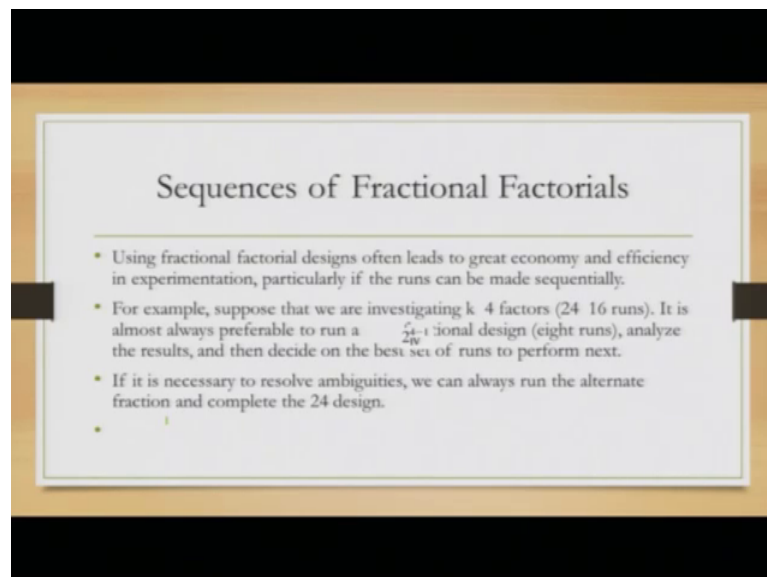 Sequences of Fractional Factorials
• Using fractional factorial designs often leads to great economy and efficiency
in experimentation, particularly if the runs can be made sequentially.
• For example, suppose that we are investigating k 4 factors (24 16 runs). It is
almost always preferable to run a tional design (eight runs), analyze
the results, and then decide on the best set of runs to perform next.
• If it is necessary to resolve ambiguities, we can always run the alternate
fraction and complete the 24 design.
•